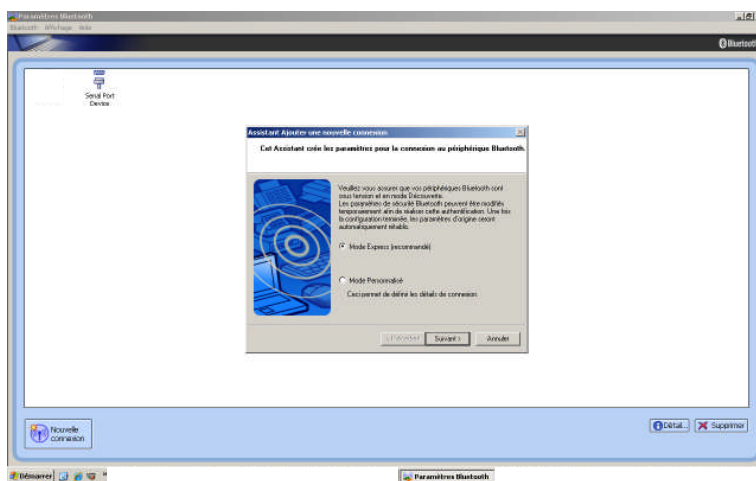 Paramètres Bluetooth
Bluetooth Affichage Aide
Bluetooth
Serial Port
Device
Assistant Ajouter une nouvelle connexion
Cet Assistant crée les paramètres pour la connexion au périphérique Bluetooth.
Veuillez vous assurer que vos périphériques Bluetooth sont
sous tension et en mode Découverte.
Les paramètres de sécurité Bluetooth peuvent être modifiés
temporairement afin de réaliser cette authentification. Une fois
la configuration terminée, les paramètres d'origine seront
automatiquement rétablis.
Mode Express (recommandé)
Mode Personnalisé
Ceci permet de définir les détails de connexion.
< Précédent Suivant > Annuler
Nouvelle
connexion
Détail... Supprimer
Démarrer Paramètres Bluetooth